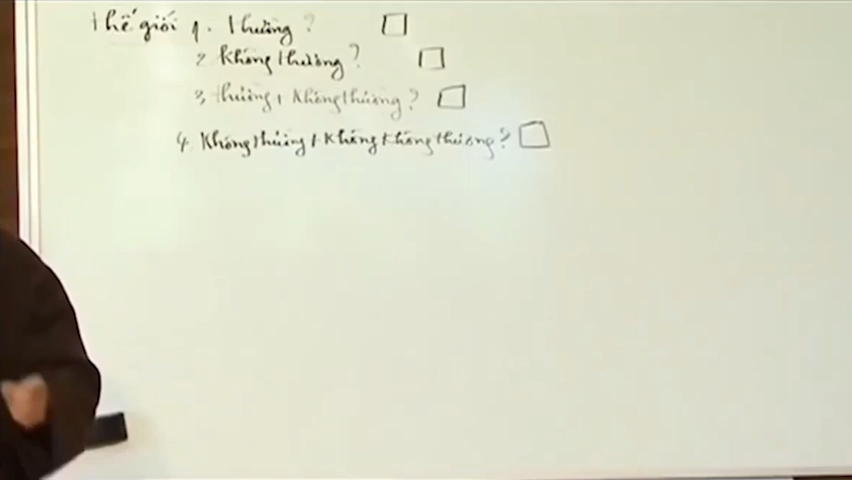 Thế giới 1. Thường?
2 Không Thường?
3, Thường + Không thường?
4. Không thường + Không không thường?